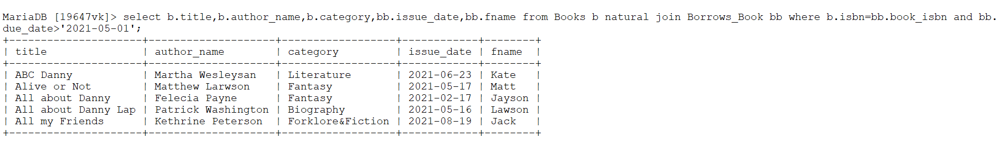 MariaDB [19647vk]> select b.title,b.author_name,b.category,bb.issue_date,bb.fname from Books b natural join Borrows_Book bb where b.isbn=bb.book_isbn and bb.
due_date>'2021-05-01';
+---------------------+--------------------+------------------+------------+--------+
| title               | author_name        | category         | issue_date | fname  |
+---------------------+--------------------+------------------+------------+--------+
| ABC Danny           | Martha Wesleysan   | Literature       | 2021-06-23 | Kate   |
| Alive or Not        | Matthew Larwson    | Fantasy          | 2021-05-17 | Matt   |
| All about Danny     | Felecia Payne      | Fantasy          | 2021-02-17 | Jayson |
| All about Danny Lap | Patrick Washington | Biography        | 2021-05-16 | Lawson |
| All my Friends      | Kethrine Peterson  | Forklore&Fiction | 2021-08-19 | Jack   |
+---------------------+--------------------+------------------+------------+--------+